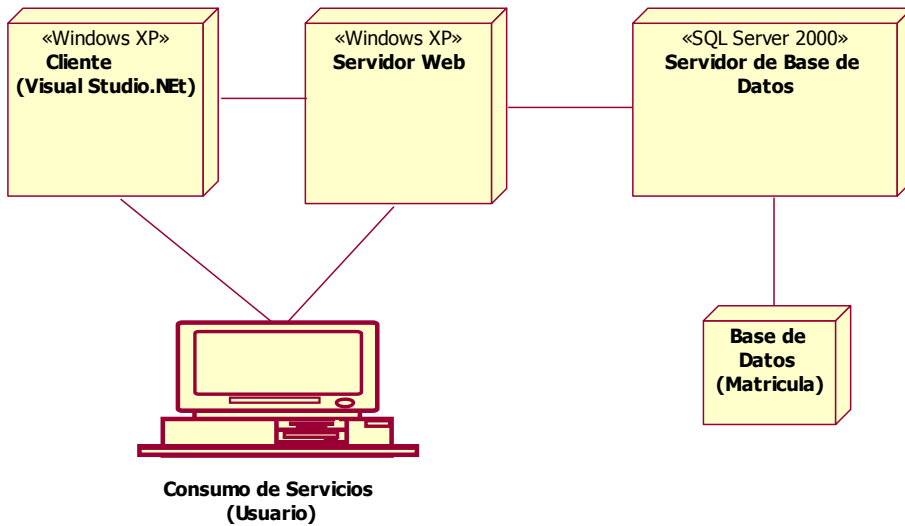 «Windows XP»
Cliente
(Visual Studio.NEt)
«Windows XP»
Servidor Web
«SQL Server 2000»
Servidor de Base de
Datos
Base de
Datos
(Matricula)
Consumo de Servicios
(Usuario)